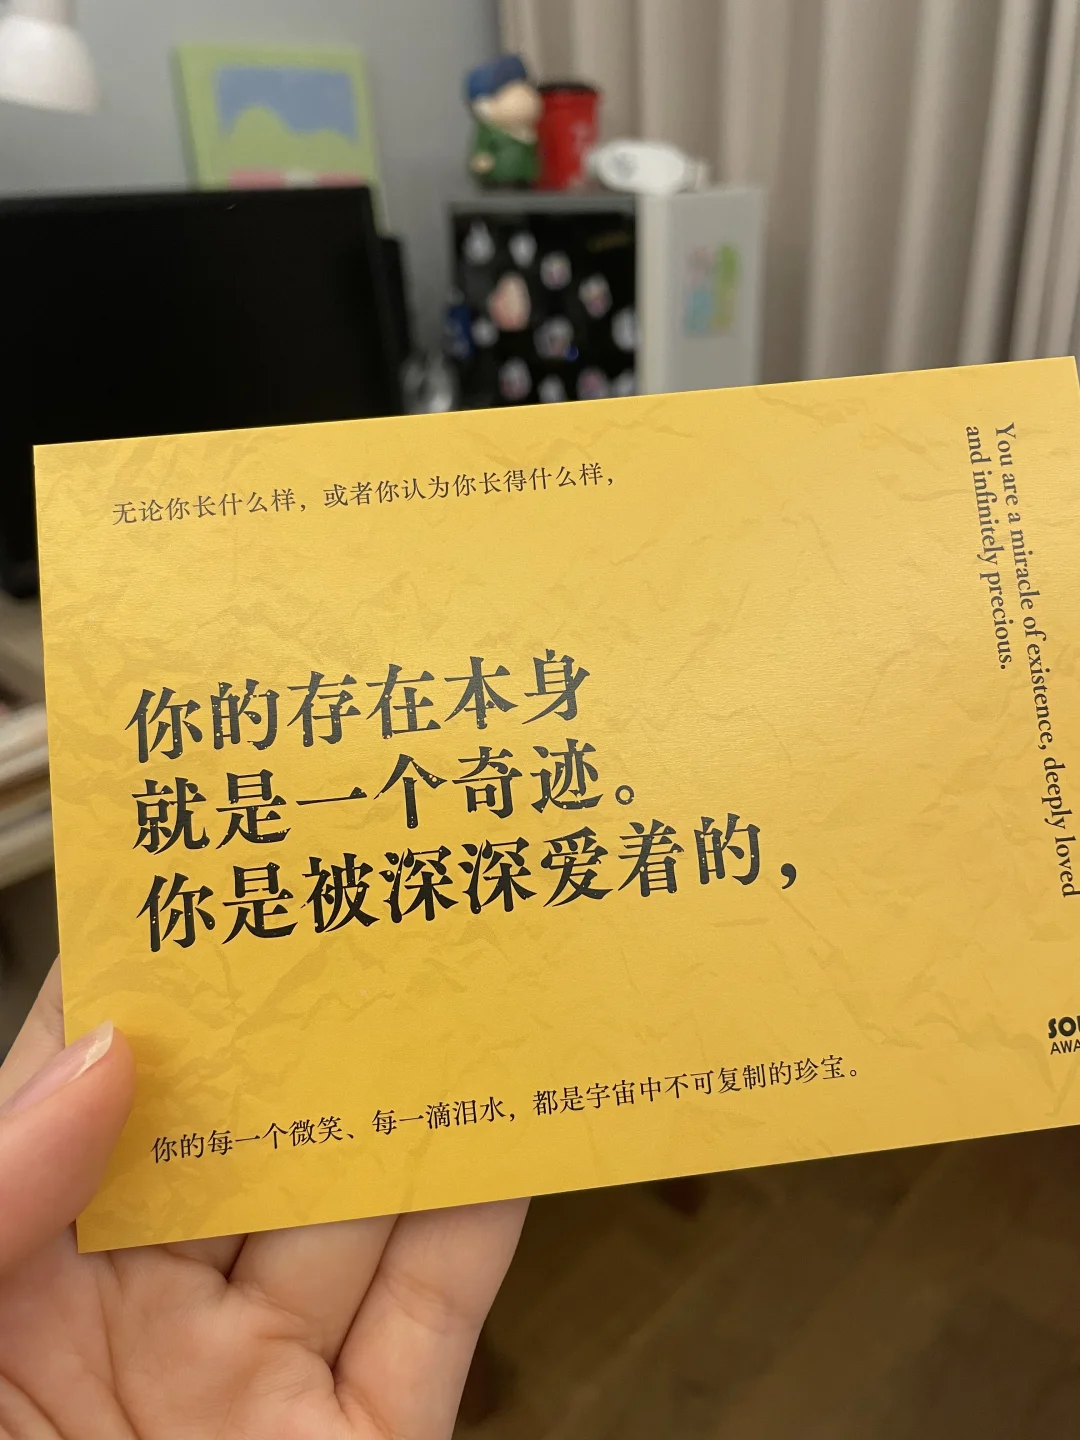 无论你长什么样，或者你认为你长得什么样，
你的存在本身
就是一个奇迹。
你是被深深爱着的，
你的每一个微笑、每一滴泪水，都是宇宙中不可复制的珍宝。
You are a miracle of existence, deeply loved
and infinitely precious.